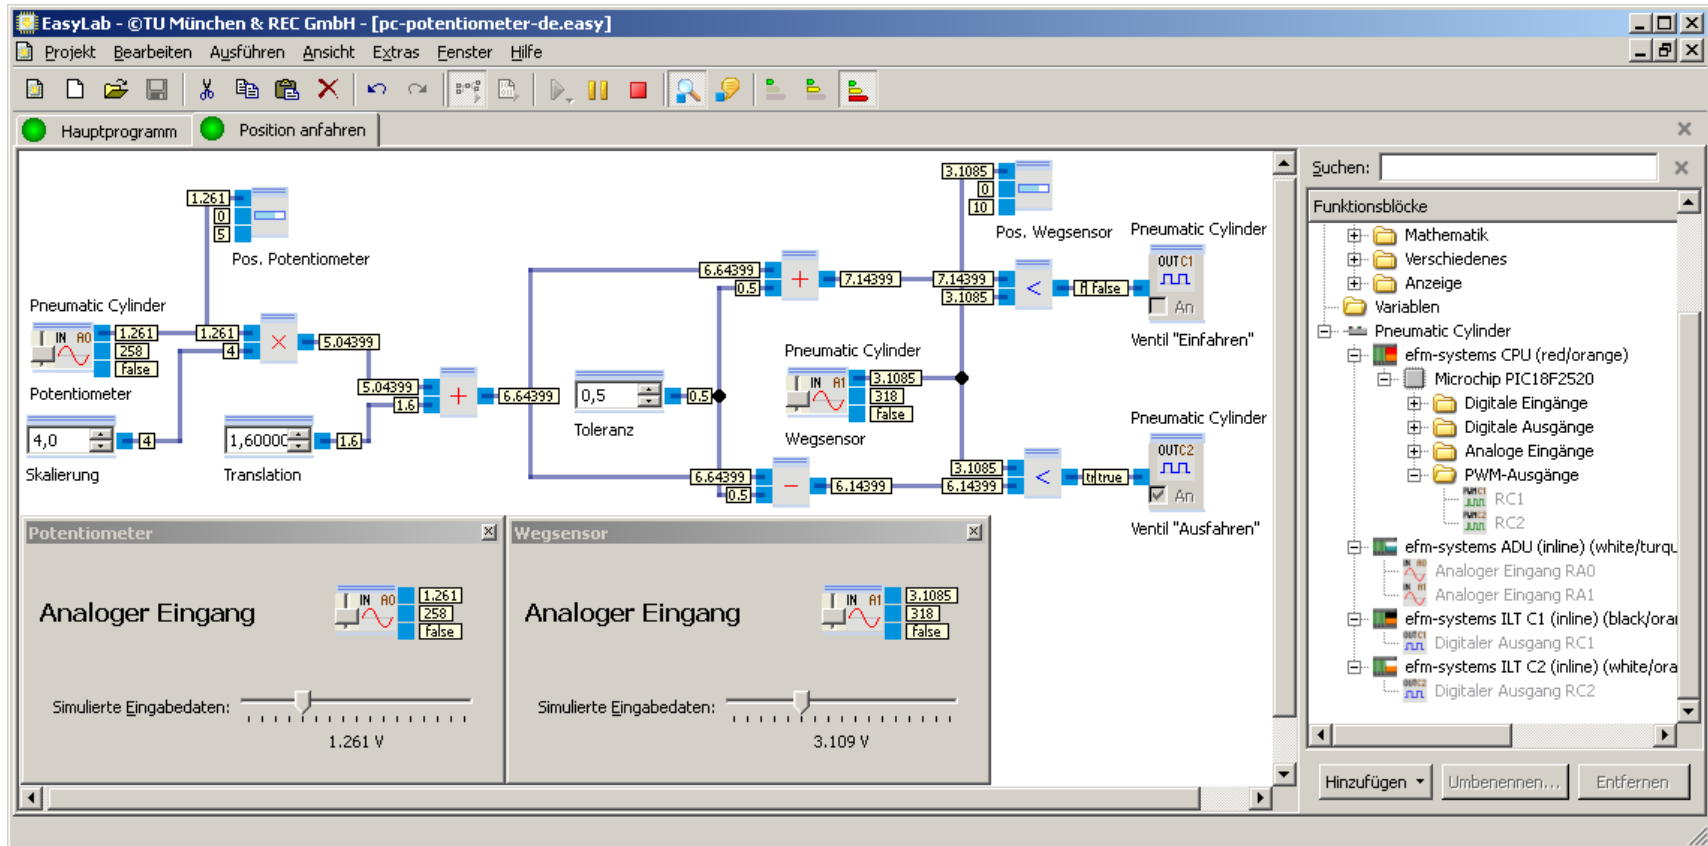 EasyLab - ©TU München & REC GmbH - [pc-potentiometer-de.easy]
Projekt Bearbeiten Ausführen Ansicht Extras Fenster Hilfe
Hauptprogramm Position anfahren
Suchen:
Funktionsblöcke
Mathematik
Verschiedenes
Anzeige
Variablen
Pneumatic Cylinder
efm-systems CPU (red/orange)
Microchip PIC18F2520
Digitale Eingänge
Digitale Ausgänge
Analoge Eingänge
PWM-Ausgänge
RC1
RC2
efm-systems ADU (inline) (white/turqu
Analoger Eingang RA0
Analoger Eingang RA1
efm-systems ILT C1 (inline) (black/orar
Digitaler Ausgang RC1
efm-systems ILT C2 (inline) (white/ora
Digitaler Ausgang RC2
Hinzufügen Umbenennen... Entfernen
1.261
0
5
Pos. Potentiometer
Pneumatic Cylinder
IN A0
1.261
258
false
Potentiometer
1.261
4
×
5.04399
4,0
4
Skalierung
1,6000
1.6
Translation
5.04399
1.6
+
6.64399
0,5
0.5
Toleranz
6.64399
0.5
+
7.14399
6.64399
0.5
−
6.14399
Pneumatic Cylinder
IN A1
3.1085
318
false
Wegsensor
3.1085
0
10
Pos. Wegsensor
7.14399
3.1085
<
false
Pneumatic Cylinder
OUT C1
An
Ventil "Einfahren"
3.1085
6.14399
<
true
Pneumatic Cylinder
OUT C2
An
Ventil "Ausfahren"
Potentiometer
Analoger Eingang
IN A0
1.261
258
false
Simulierte Eingabedaten:
1.261 V
Wegsensor
Analoger Eingang
IN A1
3.1085
318
false
Simulierte Eingabedaten:
3.109 V